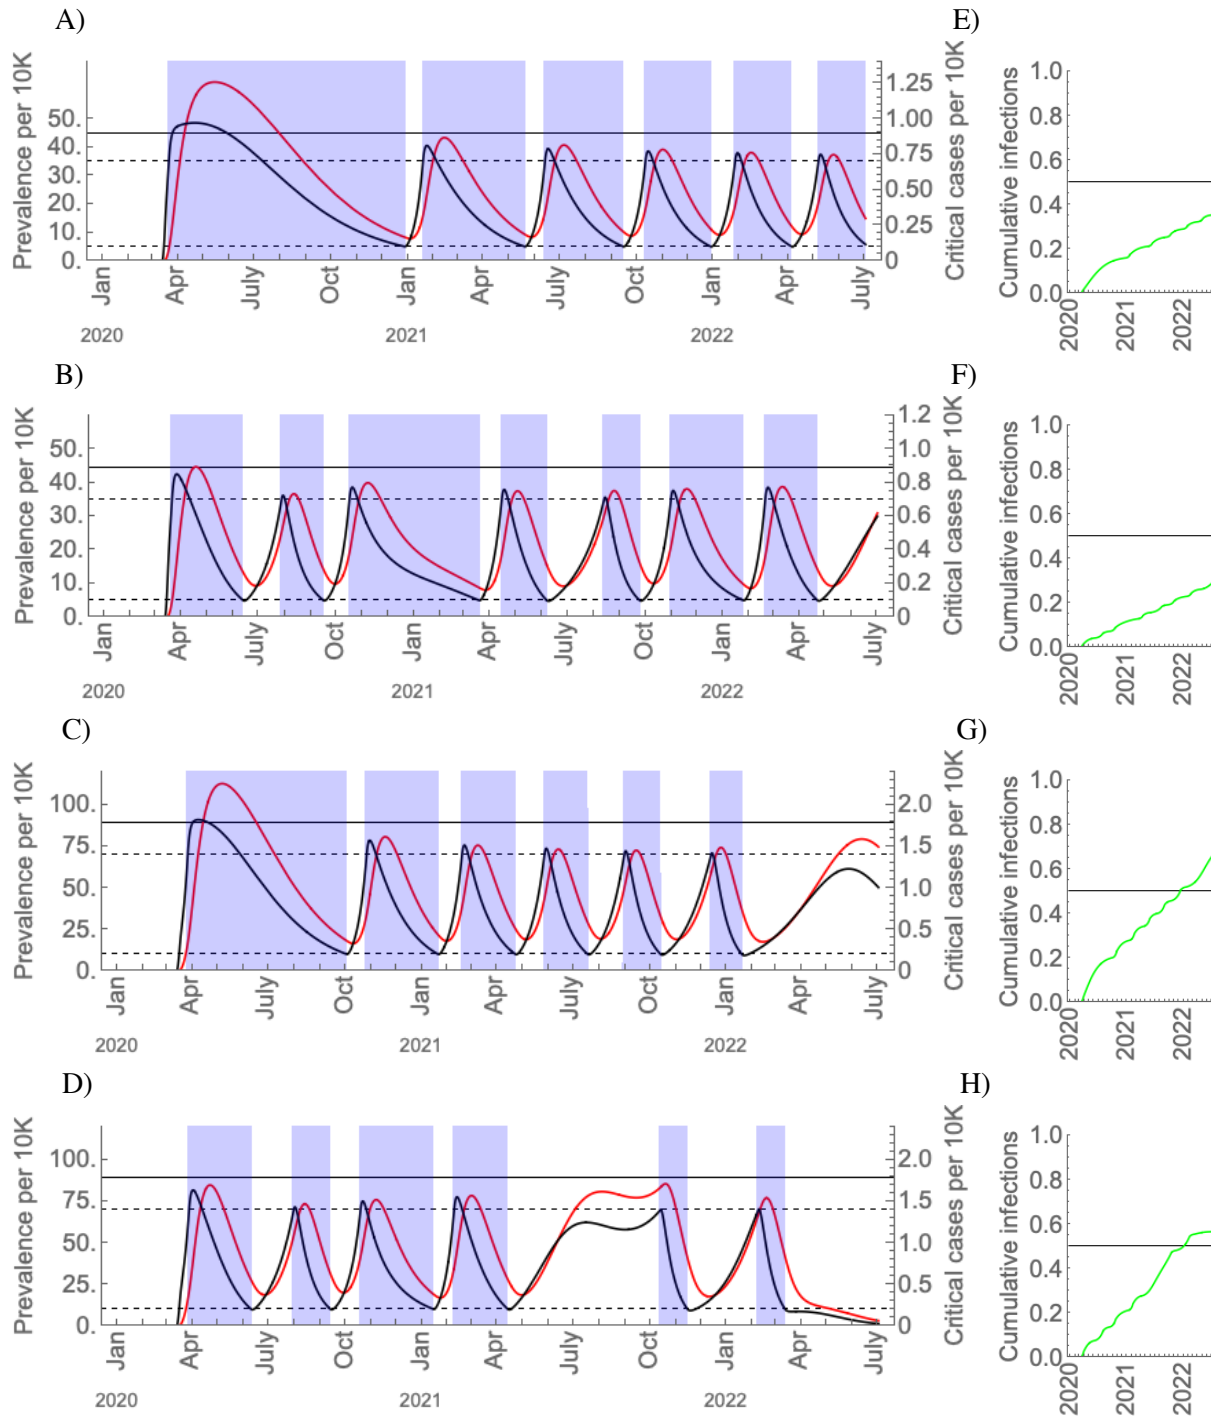 A)
Prevalence per 10K
50.
40.
30.
20.
10.
0.
1.25
1.00
0.75
0.50
0.25
0
Critical cases per 10K
Jan
Apr
July
Oct
Jan
Apr
July
Oct
Jan
Apr
July
2020
2021
2022
E)
Cumulative infections
1.0
0.8
0.6
0.4
0.2
0.0
2020
2021
2022
B)
Prevalence per 10K
50.
40.
30.
20.
10.
0.
1.2
1.0
0.8
0.6
0.4
0.2
0
Critical cases per 10K
Jan
Apr
July
Oct
Jan
Apr
July
Oct
Jan
Apr
July
2020
2021
2022
F)
Cumulative infections
1.0
0.8
0.6
0.4
0.2
0.0
2020
2021
2022
C)
Prevalence per 10K
100.
75.
50.
25.
0.
2.0
1.5
1.0
0.5
0
Critical cases per 10K
Jan
Apr
July
Oct
Jan
Apr
July
Oct
Jan
Apr
July
2020
2021
2022
G)
Cumulative infections
1.0
0.8
0.6
0.4
0.2
0.0
2020
2021
2022
D)
Prevalence per 10K
100.
75.
50.
25.
0.
2.0
1.5
1.0
0.5
0
Critical cases per 10K
Jan
Apr
July
Oct
Jan
Apr
July
Oct
Jan
Apr
July
2020
2021
2022
H)
Cumulative infections
1.0
0.8
0.6
0.4
0.2
0.0
2020
2021
2022